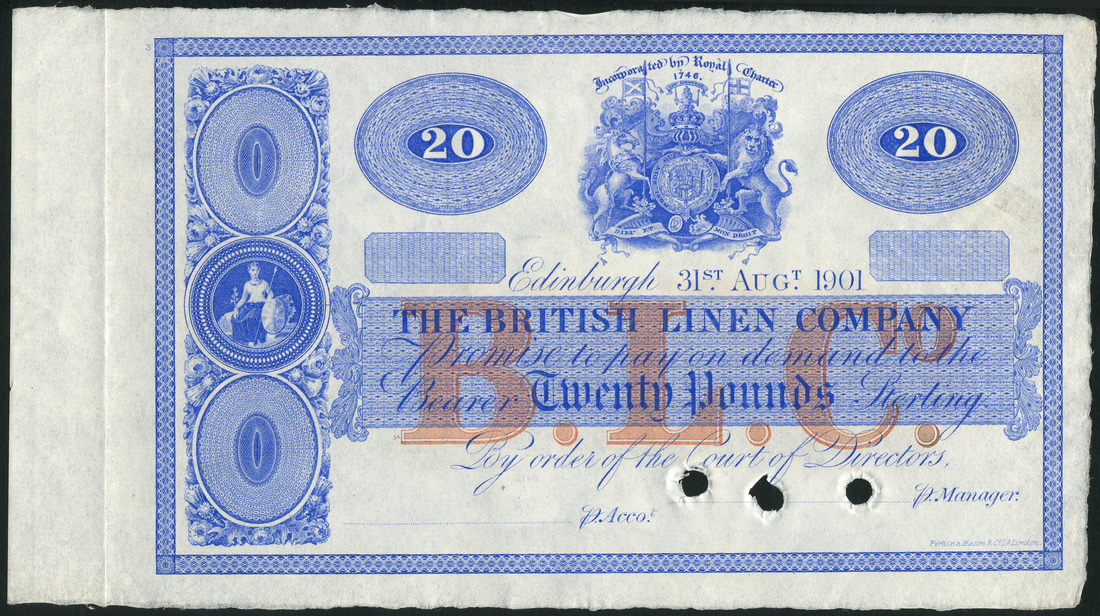 3
Incorporated by Royal Charter
1746.
20
20
DIEU ET MON DROIT
Edinburgh 31ST. AUGT. 1901
THE BRITISH LINEN COMPANY
Promise to pay on demand to the
Bearer Twenty Pounds Sterling.
B.L.Co.
1A
By order of the Court of Directors,
P. Manager.
P. Accot.
Perkins, Bacon & Co. Ld. London.